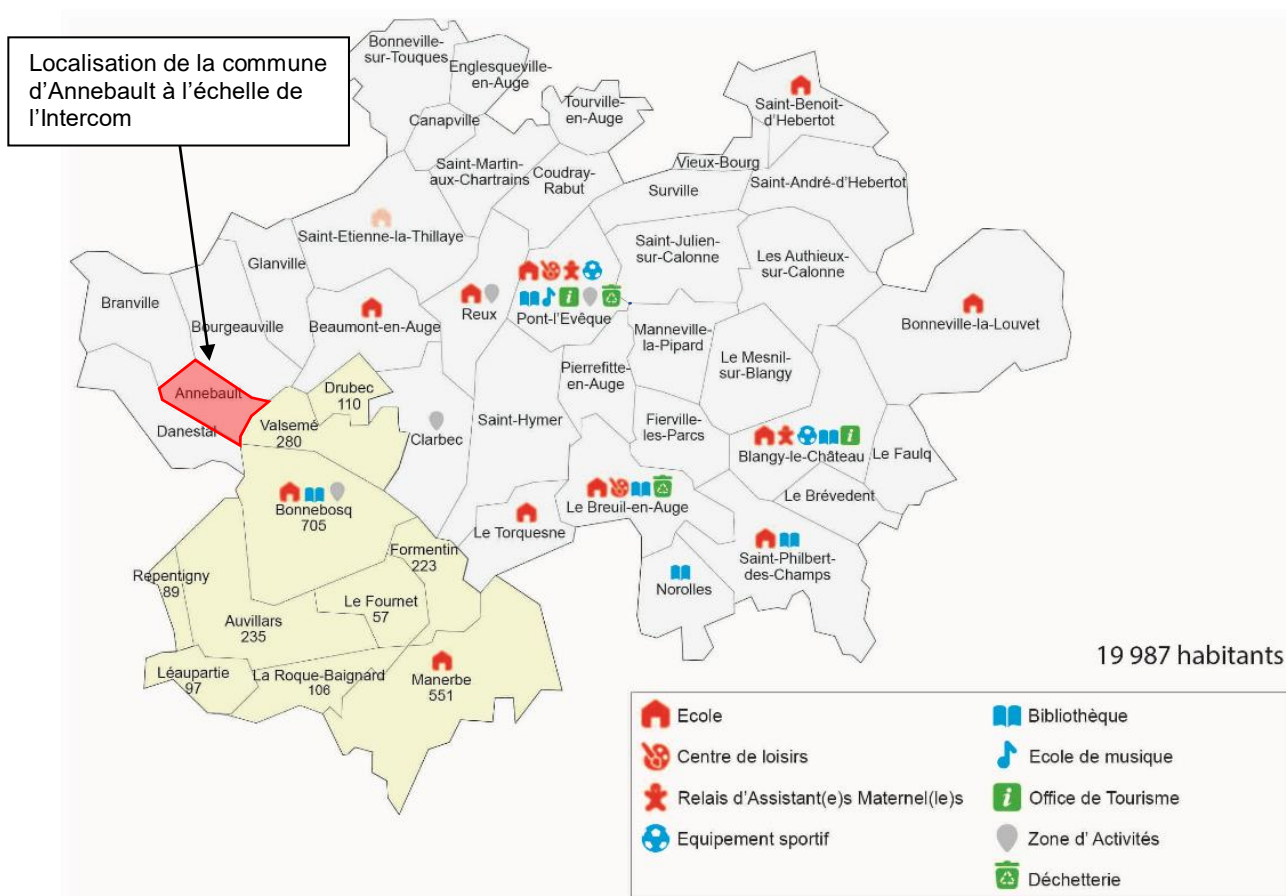 Localisation de la commune
d'Annebault à l'échelle de
l'Intercom
Bonneville-
sur-Touques
Englesqueville-
en-Auge
Tourville-
en-Auge
Saint-Benoit-
d'Hebertot
Canapville
Saint-Martin-
aux-Chartrains
Coudray-
Rabut
Vieux-Bourg
Surville
Saint-André-d'Hebertot
Saint-Etienne-la-Thillaye
Saint-Julien-
sur-Calonne
Les Authieux-
sur-Calonne
Glanville
Branville
Bourgeauville
Beaumont-en-Auge
Reux
Pont-l'Evêque
Manneville-
la-Pipard
Bonneville-la-Louvet
Le Mesnil-
sur-Blangy
Pierrefitte-
en-Auge
Annebault
Danestal
Drubec
110
Valsemé
280
Clarbec
Saint-Hymer
Fierville-
les-Parcs
Blangy-le-Château
Le Faulq
Le Brévedent
Bonnebosq
705
Le Breuil-en-Auge
Le Torquesne
Formentin
223
Saint-Philbert-
des-Champs
Norolles
Repentigny
89
Le Fournet
57
Auvillars
235
Léaupartie
97
La Roque-Baignard
106
Manerbe
551
19 987 habitants
Ecole
Centre de loisirs
Relais d'Assistant(e)s Maternel(le)s
Equipement sportif
Bibliothèque
Ecole de musique
Office de Tourisme
Zone d' Activités
Déchetterie